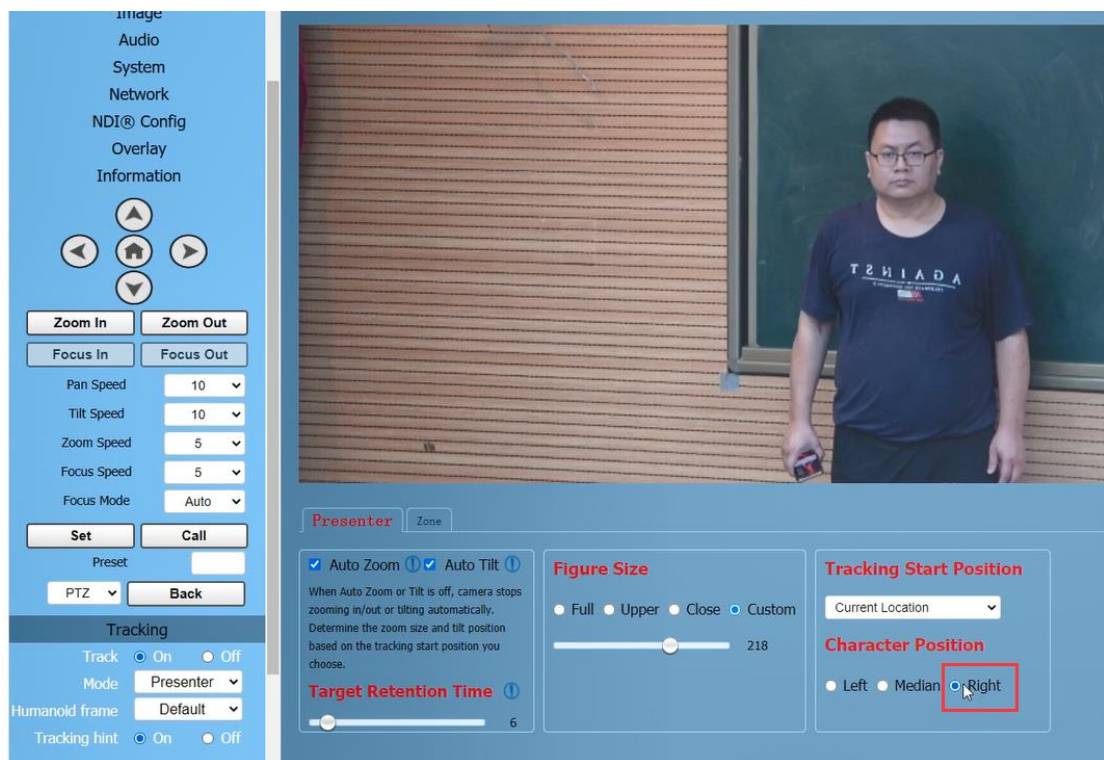 Image
Audio
System
Network
NDI® Config
Overlay
Information
Zoom In Zoom Out
Focus In Focus Out
Pan Speed 10
Tilt Speed 10
Zoom Speed 5
Focus Speed 5
Focus Mode Auto
Set Call
Preset
PTZ Back
Tracking
Track On Off
Mode Presenter
Humanoid frame Default
Tracking hint On Off
AGAINST
Presenter Zone
Auto Zoom Auto Tilt
When Auto Zoom or Tilt is off, camera stops
zooming in/out or tilting automatically.
Determine the zoom size and tilt position
based on the tracking start position you
choose.
Target Retention Time
6
Figure Size
Full Upper Close Custom
218
Tracking Start Position
Current Location
Character Position
Left Median Right